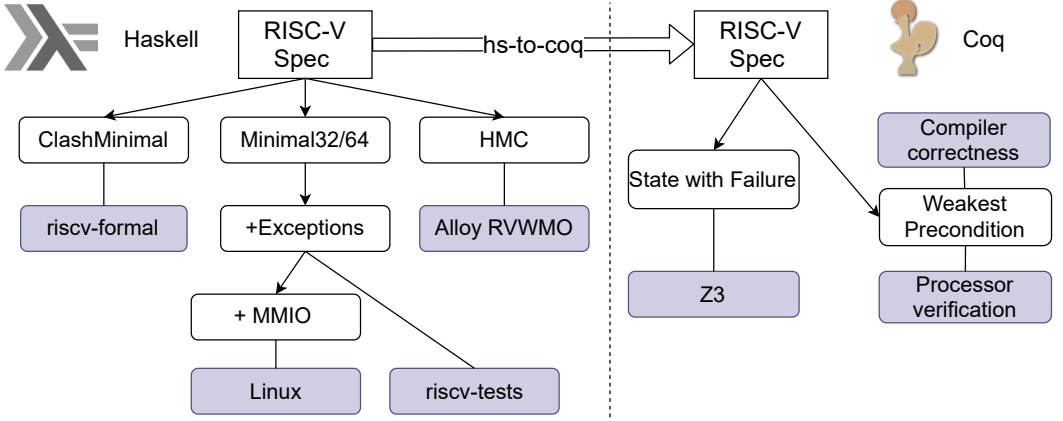 Haskell
RISC-V
Spec
hs-to-coq
RISC-V
Spec
Coq
ClashMinimal
Minimal32/64
HMC
riscv-formal
+Exceptions
Alloy RVWMO
+ MMIO
Linux
riscv-tests
State with Failure
Z3
Compiler
correctness
Weakest
Precondition
Processor
verification